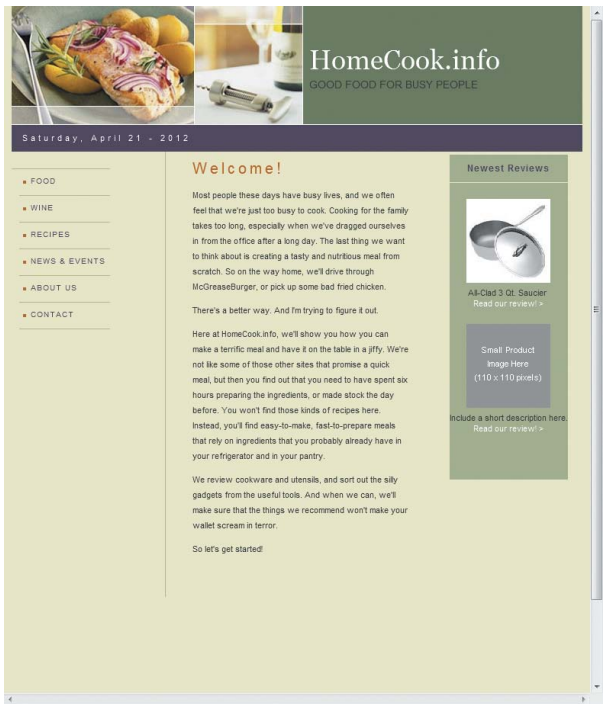 HomeCook.info
GOOD FOOD FOR BUSY PEOPLE
Saturday, April 21 - 2012
FOOD
WINE
RECIPES
NEWS & EVENTS
ABOUT US
CONTACT
Welcome!
Most people these days have busy lives, and we often
feel that we're just too busy to cook. Cooking for the family
takes too long, especially when we've dragged ourselves
in from the office after a long day. The last thing we want
to think about is creating a tasty and nutritious meal from
scratch. So on the way home, we'll drive through
McGreaseBurger, or pick up some bad fried chicken.
There's a better way. And I'm trying to figure it out.
Here at HomeCook.info, we'll show you how you can
make a terrific meal and have it on the table in a jiffy. We're
not like some of those other sites that promise a quick
meal, but then you find out that you need to have spent six
hours preparing the ingredients, or made stock the day
before. You won't find those kinds of recipes here.
Instead, you'll find easy-to-make, fast-to-prepare meals
that rely on ingredients that you probably already have in
your refrigerator and in your pantry.
We review cookware and utensils, and sort out the silly
gadgets from the useful tools. And when we can, we'll
make sure that the things we recommend won't make your
wallet scream in terror.
So let's get started!
Newest Reviews
All-Clad 3 Qt. Saucier
Read our review! >
Small Product
Image Here
(110 x 110 pixels)
Include a short description here.
Read our review! >